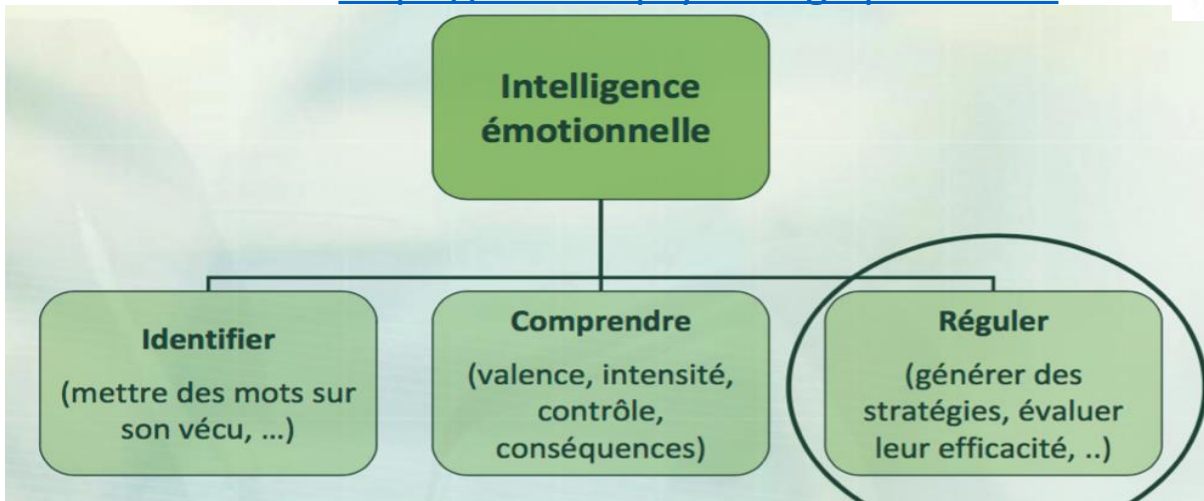 Intelligence
émotionnelle
Identifier
(mettre des mots sur
son vécu, ...)
Comprendre
(valence, intensité,
contrôle,
conséquences)
Réguler
(générer des
stratégies, évaluer
leur efficacité, ..)